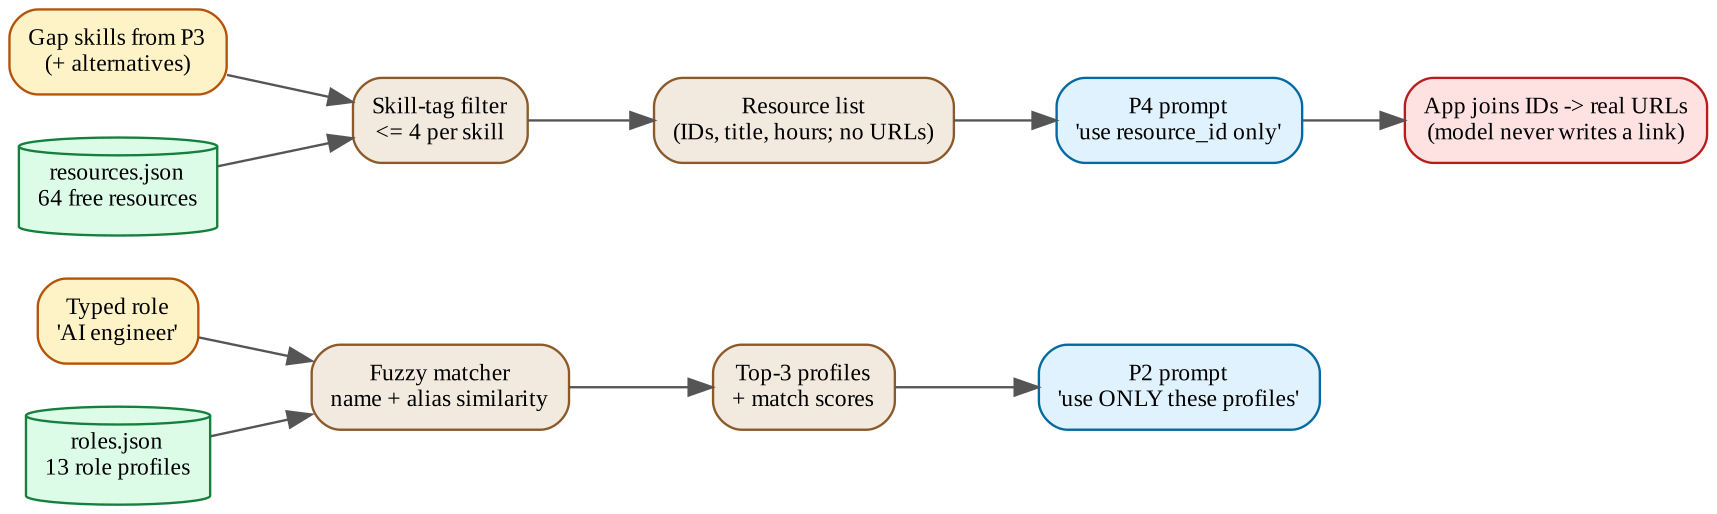 Gap skills from P3
(+ alternatives)
resources.json
64 free resources
Skill-tag filter
<= 4 per skill
Resource list
(IDs, title, hours; no URLs)
P4 prompt
'use resource_id only'
App joins IDs -> real URLs
(model never writes a link)
Typed role
'AI engineer'
roles.json
13 role profiles
Fuzzy matcher
name + alias similarity
Top-3 profiles
+ match scores
P2 prompt
'use ONLY these profiles'